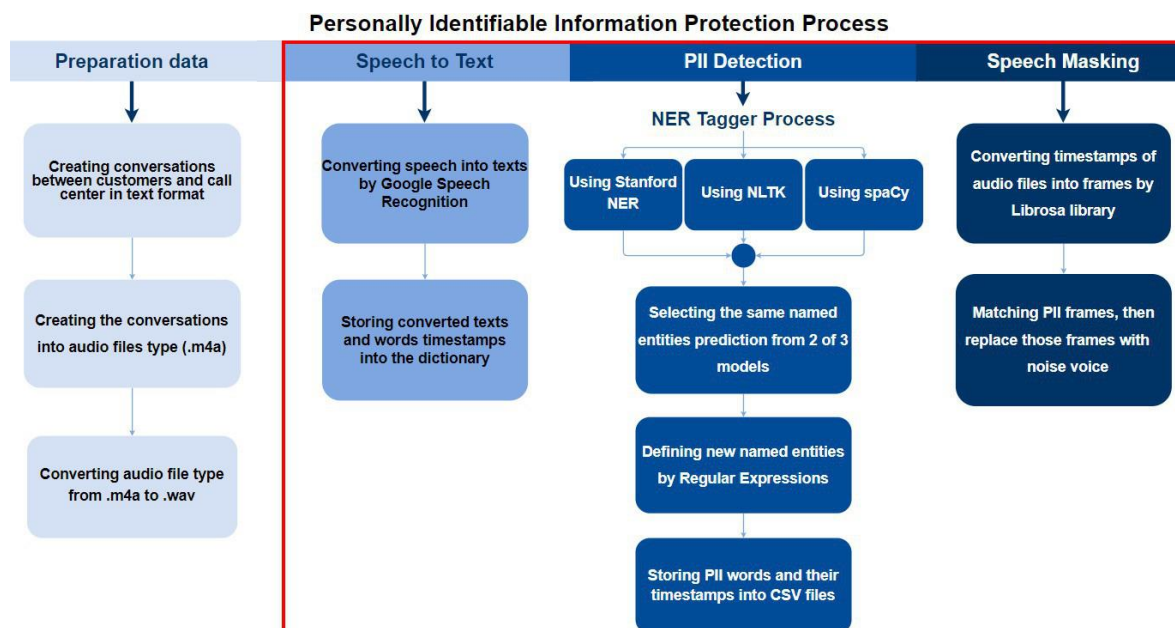 Personally Identifiable Information Protection Process
Preparation data
Creating conversations
between customers and call
center in text format
Creating the conversations
into audio files type (.m4a)
Converting audio file type
from .m4a to .wav
Speech to Text
Converting speech into texts
by Google Speech
Recognition
Storing converted texts
and words timestamps
into the dictionary
PII Detection
NER Tagger Process
Using Stanford
NER
Using NLTK
Using spaCy
Selecting the same named
entities prediction from 2 of 3
models
Defining new named entities
by Regular Expressions
Storing PII words and their
timestamps into CSV files
Speech Masking
Converting timestamps of
audio files into frames by
Librosa library
Matching PII frames, then
replace those frames with
noise voice